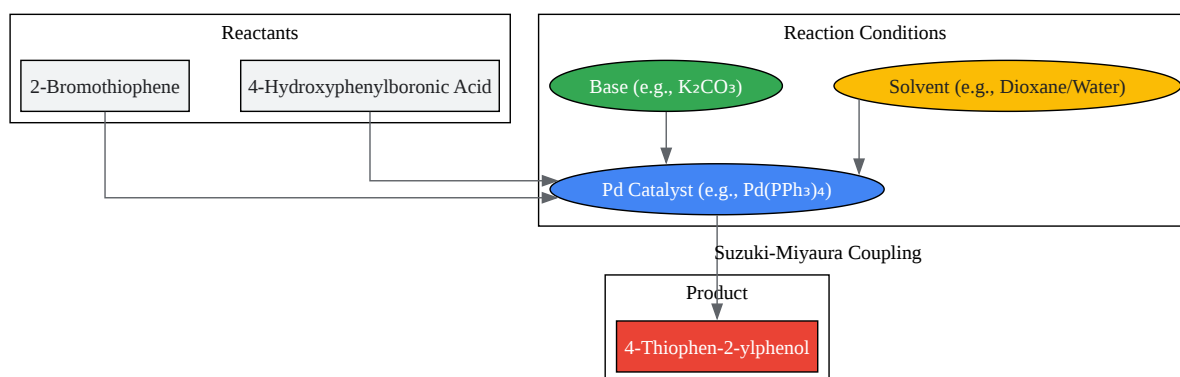 Reactants
Reaction Conditions
2-Bromothiophene
4-Hydroxyphenylboronic Acid
Base (e.g., K₂CO₃)
Solvent (e.g., Dioxane/Water)
Pd Catalyst (e.g., Pd(PPh₃)₄)
Suzuki-Miyaura Coupling
Product
4-Thiophen-2-ylphenol